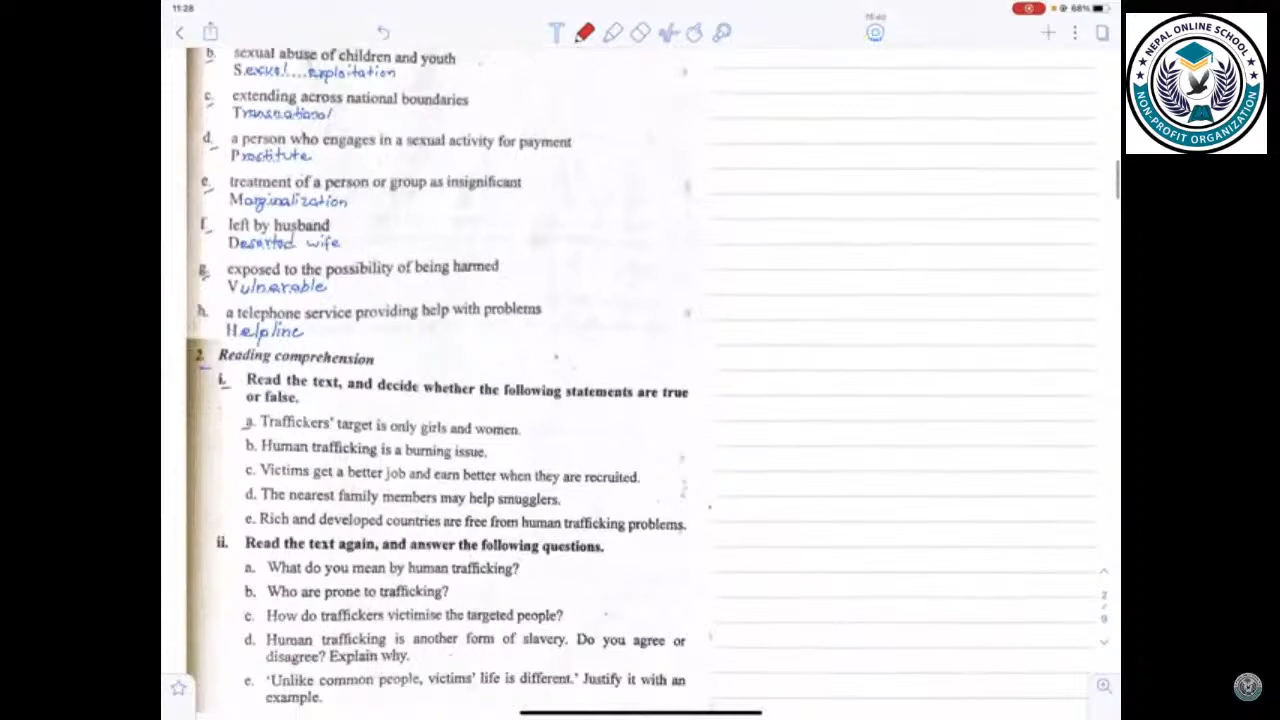 11:28
68%
15:40
NEPAL ONLINE SCHOOL
NON-PROFIT ORGANIZATION
b. sexual abuse of children and youth
Sexual....exploitation
c. extending across national boundaries
Transnational
d. a person who engages in a sexual activity for payment
Prostitute
e. treatment of a person or group as insignificant
Marginalization
f. left by husband
Deserted wife
g. exposed to the possibility of being harmed
Vulnerable
h. a telephone service providing help with problems
Helpline
2. Reading comprehension
i. Read the text, and decide whether the following statements are true
or false.
a. Traffickers' target is only girls and women.
b. Human trafficking is a burning issue.
c. Victims get a better job and earn better when they are recruited.
d. The nearest family members may help smugglers.
e. Rich and developed countries are free from human trafficking problems.
ii. Read the text again, and answer the following questions.
a. What do you mean by human trafficking?
b. Who are prone to trafficking?
c. How do traffickers victimise the targeted people?
d. Human trafficking is another form of slavery. Do you agree or
disagree? Explain why.
e. 'Unlike common people, victims' life is different.' Justify it with an
example.
2
/
9